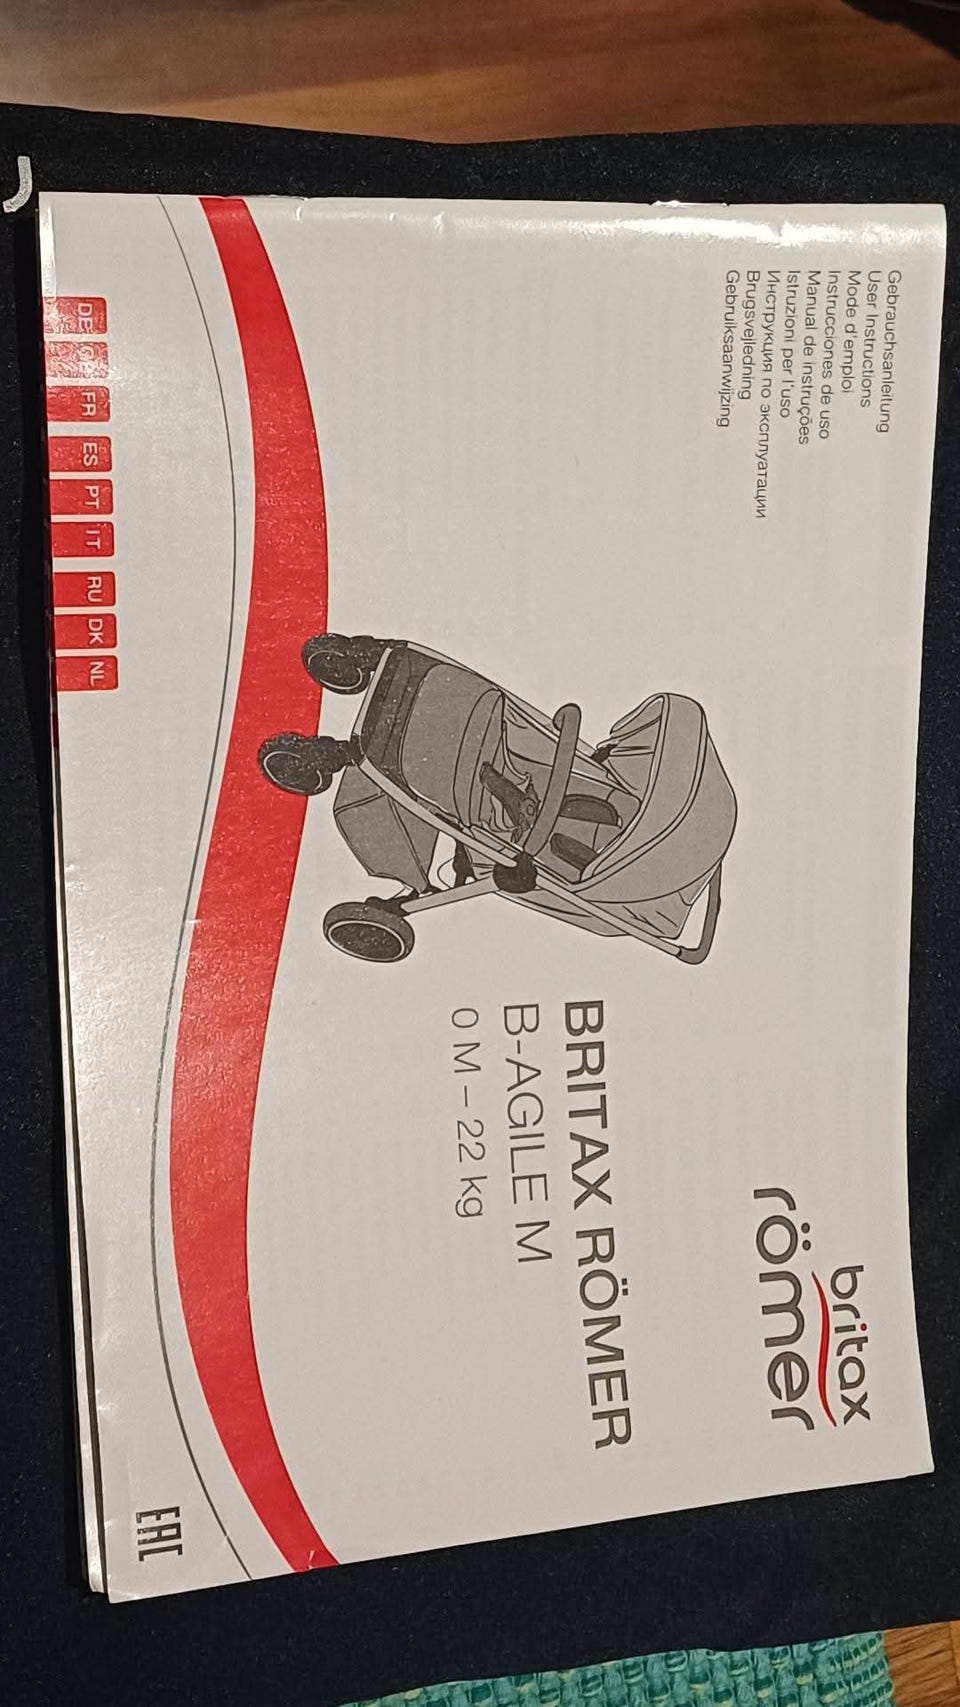 Gebrauchsanleitung
User Instructions
Mode d'emploi
Instrucciones de uso
Manual de instruções
Istruzioni per l'uso
Инструкция по эксплуатации
Brugsvejledning
Gebruiksaanwijzing
britax
römer
BRITAX RÖMER
B-AGILE M
0 M – 22 kg
DE GB FR ES PT IT RU DK NL
EAC